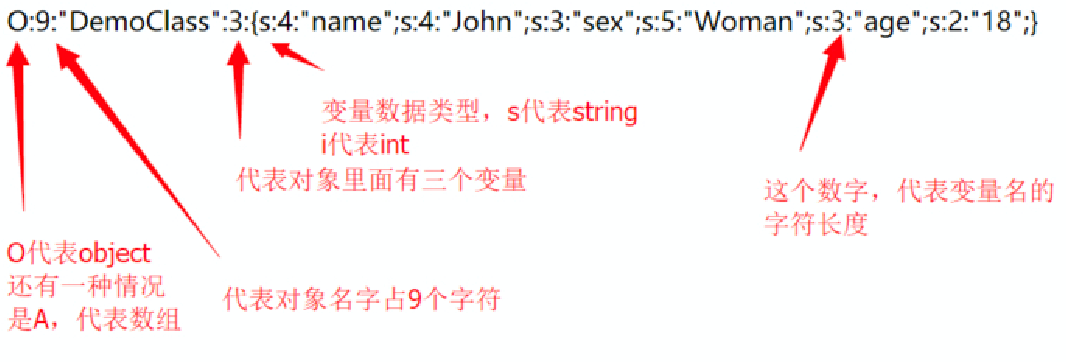 O:9:"DemoClass":3:{s:4:"name";s:4:"John";s:3:"sex";s:5:"Woman";s:3:"age";s:2:"18";}
变量数据类型，s代表string
i代表int
代表对象里面有三个变量
这个数字，代表变量名的
字符长度
O代表object
还有一种情况
是A，代表数组
代表对象名字占9个字符